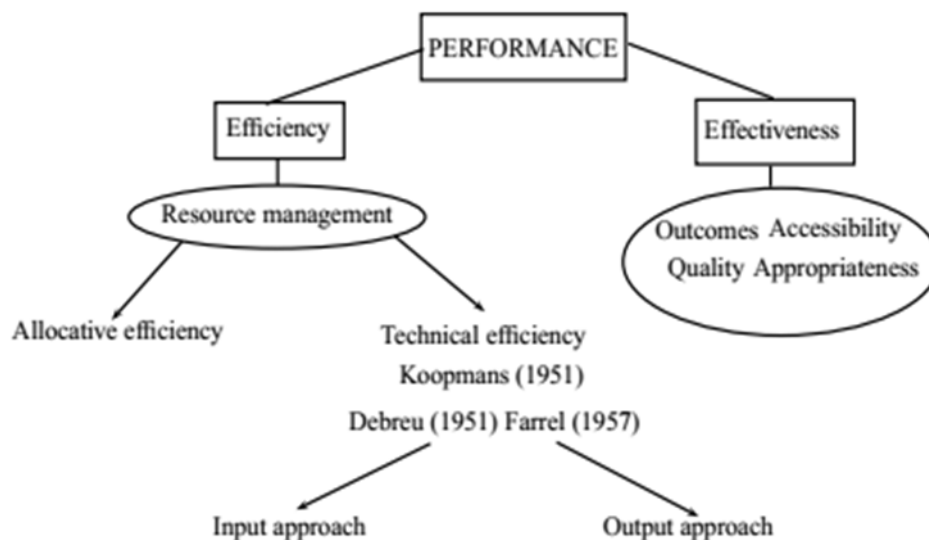 PERFORMANCE
Efficiency
Effectiveness
Resource management
Outcomes Accessibility
Quality Appropriateness
Allocative efficiency
Technical efficiency
Koopmans (1951)
Debreu (1951) Farrel (1957)
Input approach
Output approach